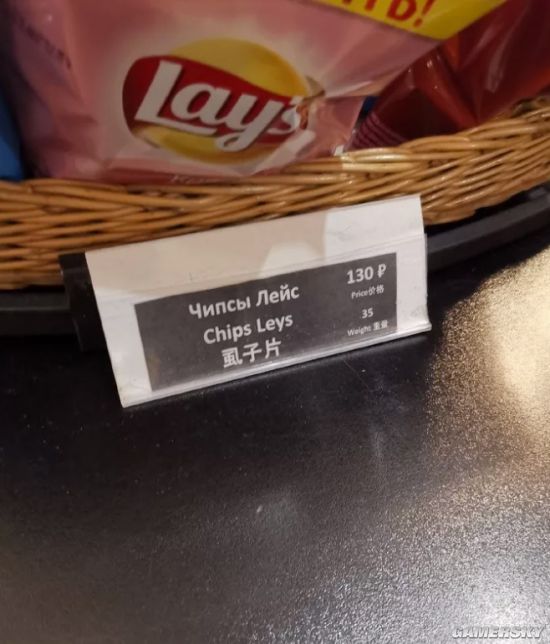 Lay's
Чипсы Лейс
Chips Leys
虱子片
130 ₽
Price价格
35
Weight 重量
GAMERSKY